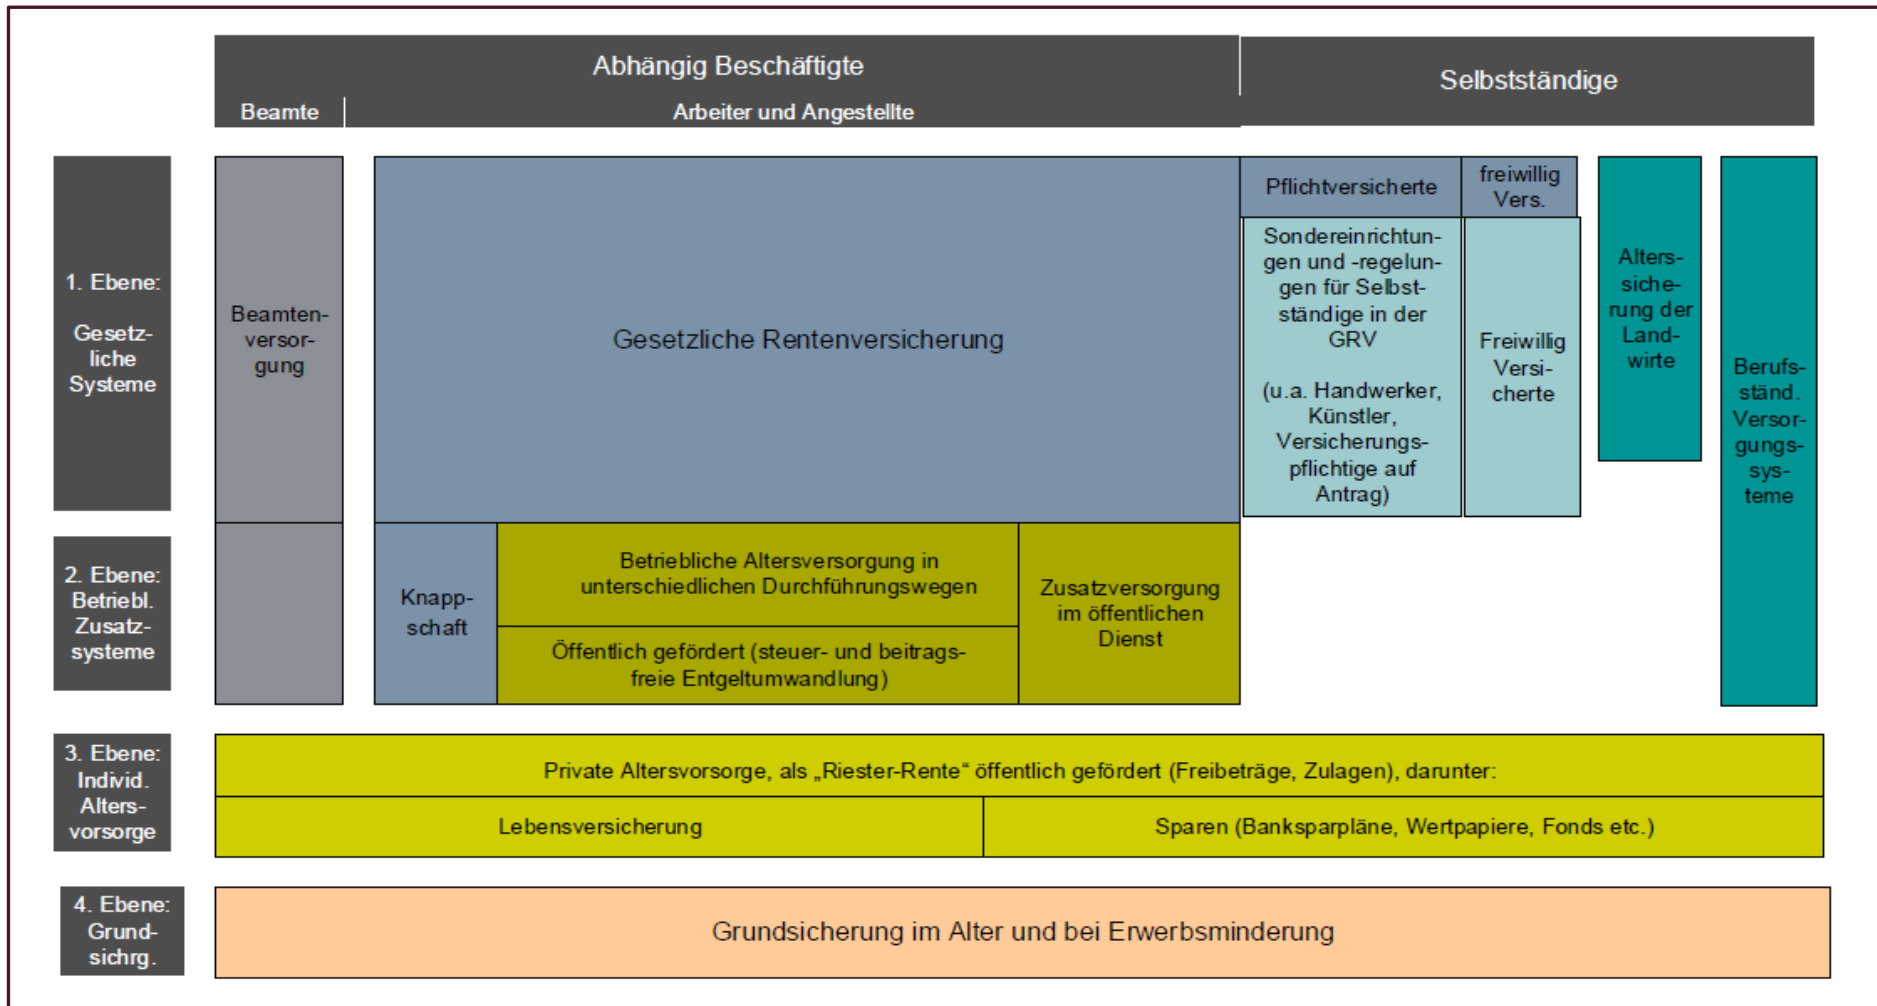 Abhängig Beschäftigte
Selbstständige
Beamte
Arbeiter und Angestellte
1. Ebene:
Gesetz-
liche
Systeme
Beamten-
versor-
gung
Gesetzliche Rentenversicherung
Pflichtversicherte
freiwillig
Vers.
Sondereinrichtun-
gen und -regelun-
gen für Selbst-
ständige in der
GRV
(u.a. Handwerker,
Künstler,
Versicherungs-
pflichtige auf
Antrag)
Freiwillig
Versi-
cherte
Alters-
siche-
rung der
Land-
wirte
Berufs-
ständ.
Versor-
gungs-
sys-
teme
2. Ebene:
Betriebl.
Zusatz-
systeme
Knapp-
schaft
Betriebliche Altersversorgung in
unterschiedlichen Durchführungswegen
Öffentlich gefördert (steuer- und beitrags-
freie Entgeltumwandlung)
Zusatzversorgung
im öffentlichen
Dienst
3. Ebene:
Individ.
Alters-
vorsorge
Private Altersvorsorge, als „Riester-Rente“ öffentlich gefördert (Freibeträge, Zulagen), darunter:
Lebensversicherung
Sparen (Banksparpläne, Wertpapiere, Fonds etc.)
4. Ebene:
Grund-
sichrg.
Grundsicherung im Alter und bei Erwerbsminderung